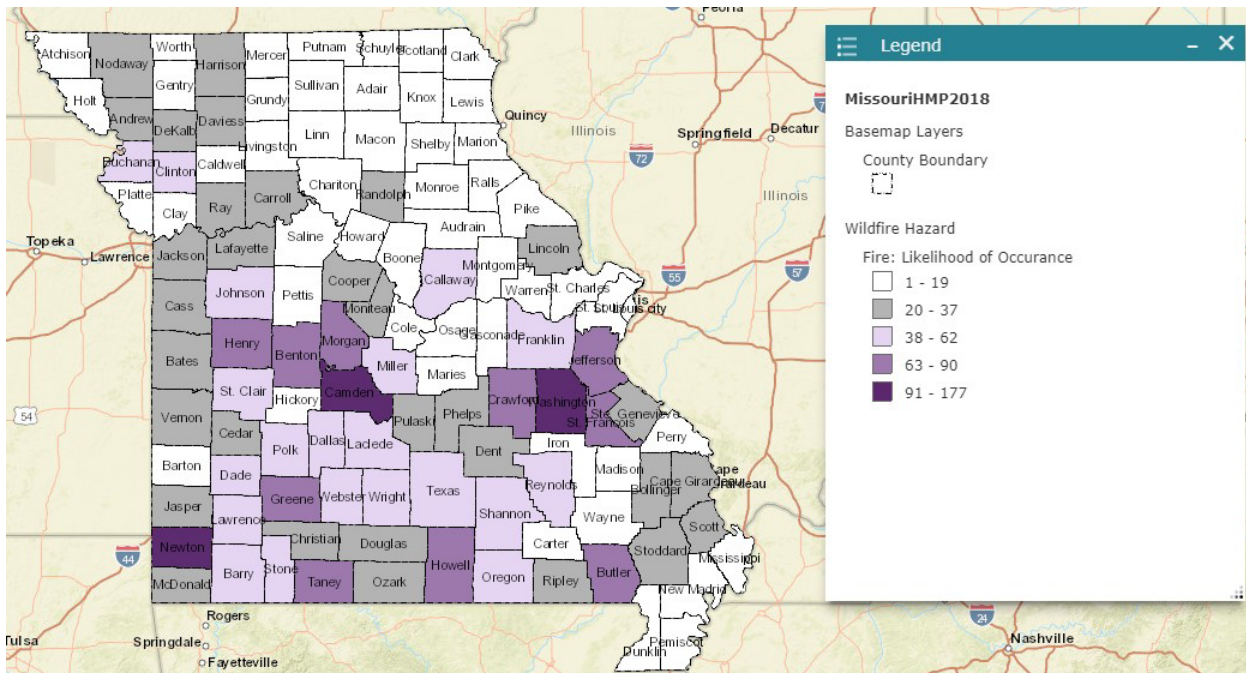 Peoria
Atchison
Nodaway
Worth
Harrison
Mercer
Putnam
Schuyler
Scotland
Clark
Gentry
Sullivan
Adair
Knox
Lewis
Holt
Grundy
Andrew
DeKalb
Daviess
Livingston
Linn
Macon
Shelby
Marion
Quincy
Buchanan
Clinton
Caldwell
Chariton
Randolph
Monroe
Ralls
Platte
Clay
Ray
Carroll
Pike
Illinois
72
Springfield
Decatur
Illinois
Topeka
Lawrence
Jackson
Lafayette
Saline
Howard
Boone
Audrain
Lincoln
Montgomery
Callaway
Warren
St. Charles
St. Louis city
55
57
Johnson
Pettis
Cooper
Moniteau
Cole
Osage
Gasconade
Franklin
Jefferson
Cass
Bates
Henry
Benton
Morgan
Miller
Maries
54
St. Clair
Hickory
Camden
Pulaski
Phelps
Crawford
Washington
St. Francois
Ste. Genevieve
Perry
Vernon
Cedar
Polk
Dallas
Laclede
Dent
Iron
Madison
Barton
Dade
Texas
Reynolds
Bollinger
Cape Girardeau
Jasper
Greene
Webster
Wright
Shannon
Wayne
Scott
Lawrence
Christian
Douglas
Carter
Stoddard
Mississippi
Newton
44
McDonald
Barry
Stone
Taney
Ozark
Howell
Oregon
Ripley
Butler
New Madrid
Pemiscot
Dunklin
Rogers
Springdale
Fayetteville
Tulsa
24
Nashville
Legend
MissouriHMP2018
Basemap Layers
County Boundary
Wildfire Hazard
Fire: Likelihood of Occurance
1 - 19
20 - 37
38 - 62
63 - 90
91 - 177